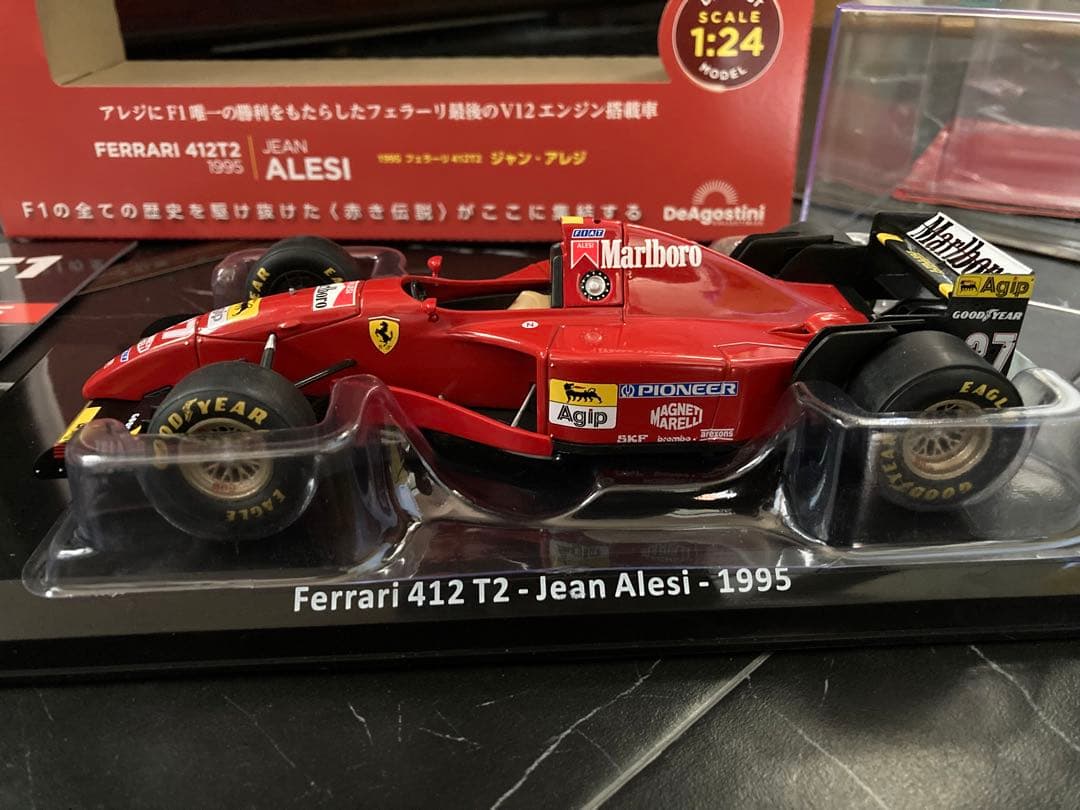 SCALE
1:24
MODEL
アレジにF1唯一の勝利をもたらしたフェラーリ最後のV12エンジン搭載車
FERRARI 412T2
1995
JEAN
ALESI
1995 フェラーリ 412T2 ジャン・アレジ
F1の全ての歴史を駆け抜けた〈赤き伝説〉がここに集結する
DeAgostini
F1
FIAT
ALESI
Marlboro
Marlboro
Agip
GOODYEAR
27
EAGLE
GOODYEAR
Agip
PIONEER
MAGNETI
MARELLI
SKF
brembo
arexons
GOODYEAR
EAGLE
Ferrari 412 T2 - Jean Alesi - 1995